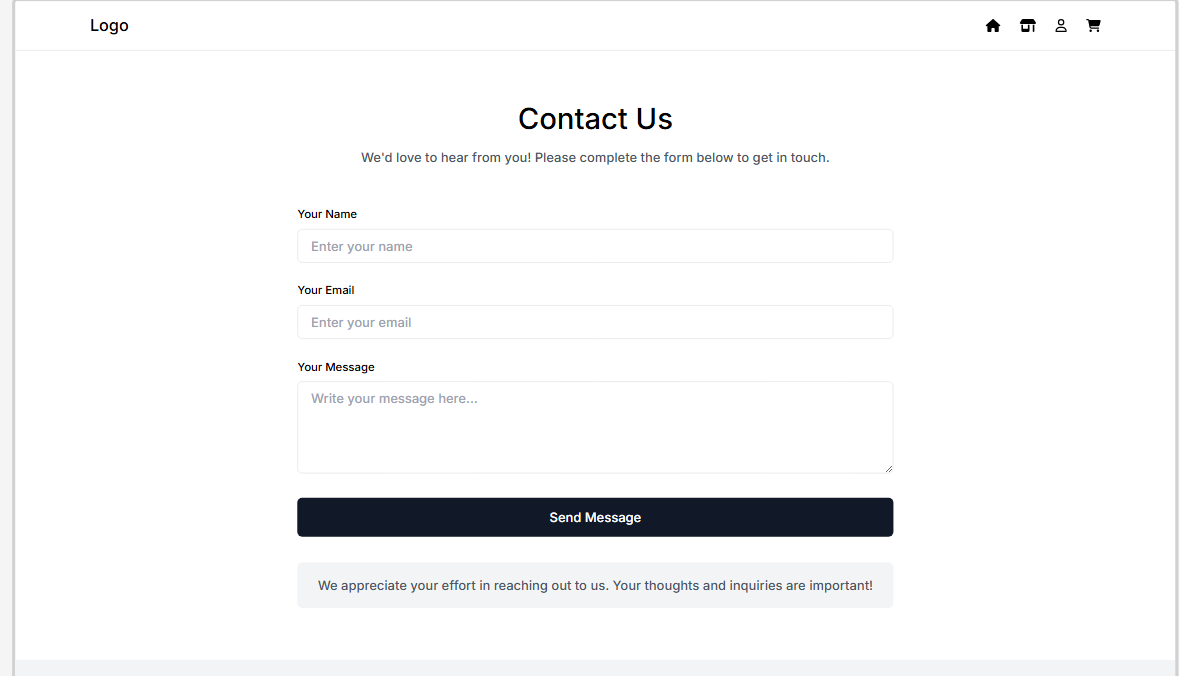 Logo
Contact Us
We'd love to hear from you! Please complete the form below to get in touch.
Your Name
Enter your name
Your Email
Enter your email
Your Message
Write your message here...
Send Message
We appreciate your effort in reaching out to us. Your thoughts and inquiries are important!